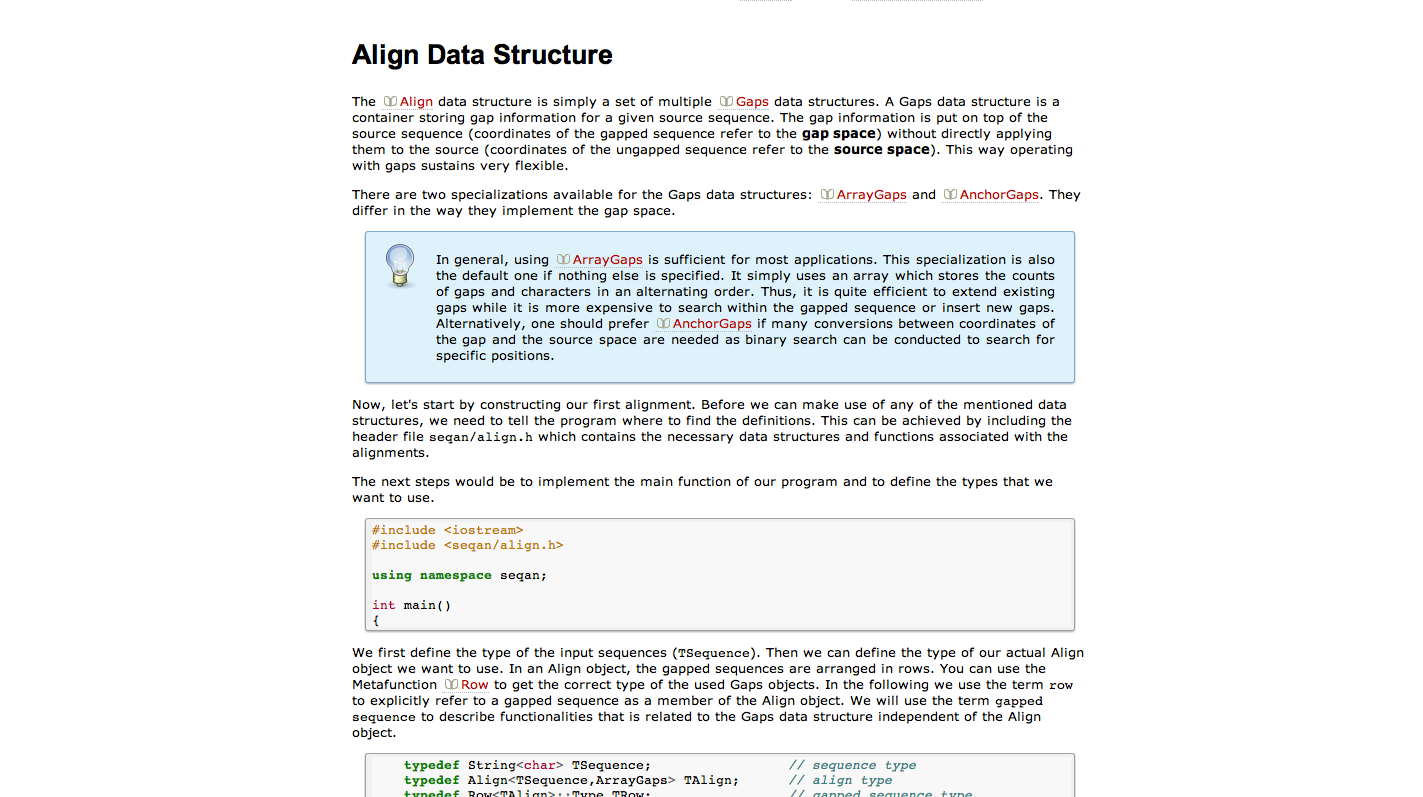 Align Data Structure
The Align data structure is simply a set of multiple Gaps data structures. A Gaps data structure is a
container storing gap information for a given source sequence. The gap information is put on top of the
source sequence (coordinates of the gapped sequence refer to the gap space) without directly applying
them to the source (coordinates of the ungapped sequence refer to the source space). This way operating
with gaps sustains very flexible.
There are two specializations available for the Gaps data structures: ArrayGaps and AnchorGaps. They
differ in the way they implement the gap space.
In general, using ArrayGaps is sufficient for most applications. This specialization is also
the default one if nothing else is specified. It simply uses an array which stores the counts
of gaps and characters in an alternating order. Thus, it is quite efficient to extend existing
gaps while it is more expensive to search within the gapped sequence or insert new gaps.
Alternatively, one should prefer AnchorGaps if many conversions between coordinates of
the gap and the source space are needed as binary search can be conducted to search for
specific positions.
Now, let's start by constructing our first alignment. Before we can make use of any of the mentioned data
structures, we need to tell the program where to find the definitions. This can be achieved by including the
header file seqan/align.h which contains the necessary data structures and functions associated with the
alignments.
The next steps would be to implement the main function of our program and to define the types that we
want to use.
#include <iostream>
#include <seqan/align.h>
using namespace seqan;
int main()
{
We first define the type of the input sequences (TSequence). Then we can define the type of our actual Align
object we want to use. In an Align object, the gapped sequences are arranged in rows. You can use the
Metafunction Row to get the correct type of the used Gaps objects. In the following we use the term row
to explicitly refer to a gapped sequence as a member of the Align object. We will use the term gapped
sequence to describe functionalities that is related to the Gaps data structure independent of the Align
object.
typedef String<char> TSequence; // sequence type
typedef Align<TSequence,ArrayGaps> TAlign; // align type
typedef Row<TAlign>::Type TRow; // gapped sequence type